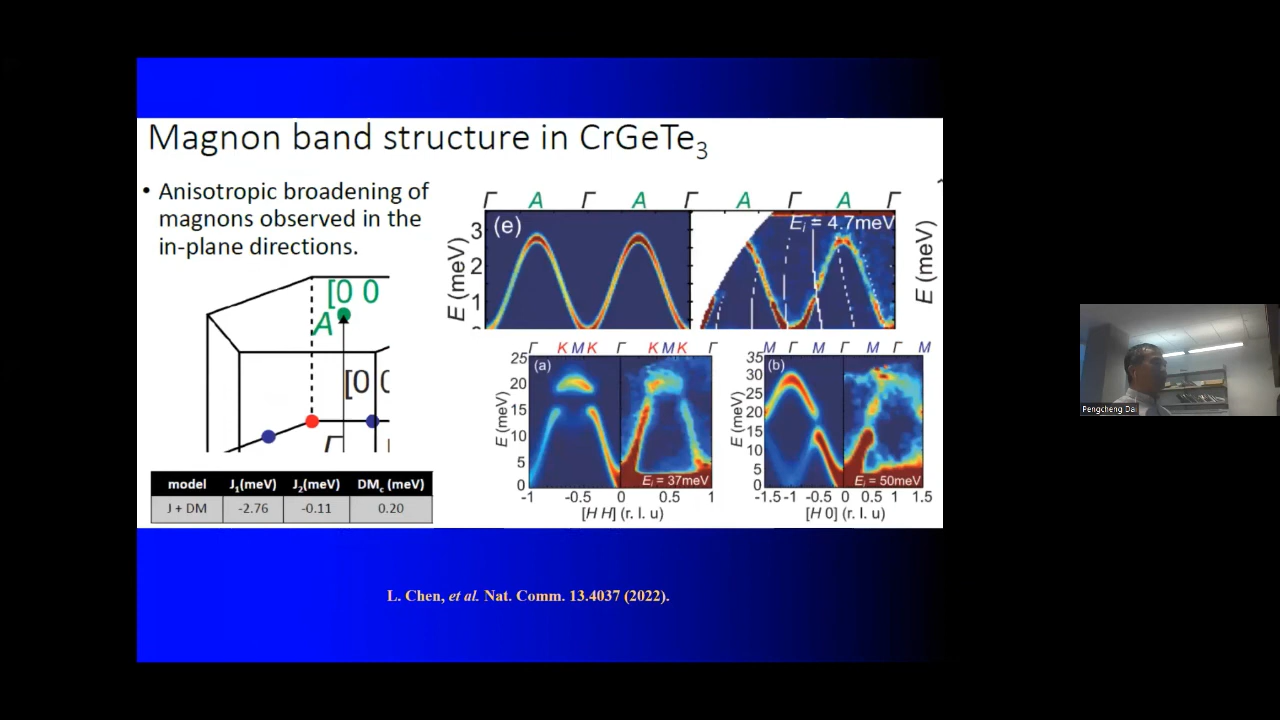 Magnon band structure in CrGeTe3
• Anisotropic broadening of
magnons observed in the
in-plane directions.
[0 0
A
[0 0
Γ
model J1(meV) J2(meV) DMc (meV)
J + DM -2.76 -0.11 0.20
Γ A Γ A Γ A Γ A Γ
(e)
Ei = 4.7meV
3
2
1
E (meV)
E (meV)
Γ K M K Γ K M K Γ
(a)
25
20
15
10
5
0
E (meV)
Ei = 37meV
-1 -0.5 0 0.5 1
[H H] (r. l. u)
M Γ M Γ M Γ M
(b)
35
30
25
20
15
10
5
0
E (meV)
Ei = 50meV
-1.5 -1 -0.5 0 0.5 1 1.5
[H 0] (r. l. u)
L. Chen, et al. Nat. Comm. 13.4037 (2022).
Pengcheng Dai